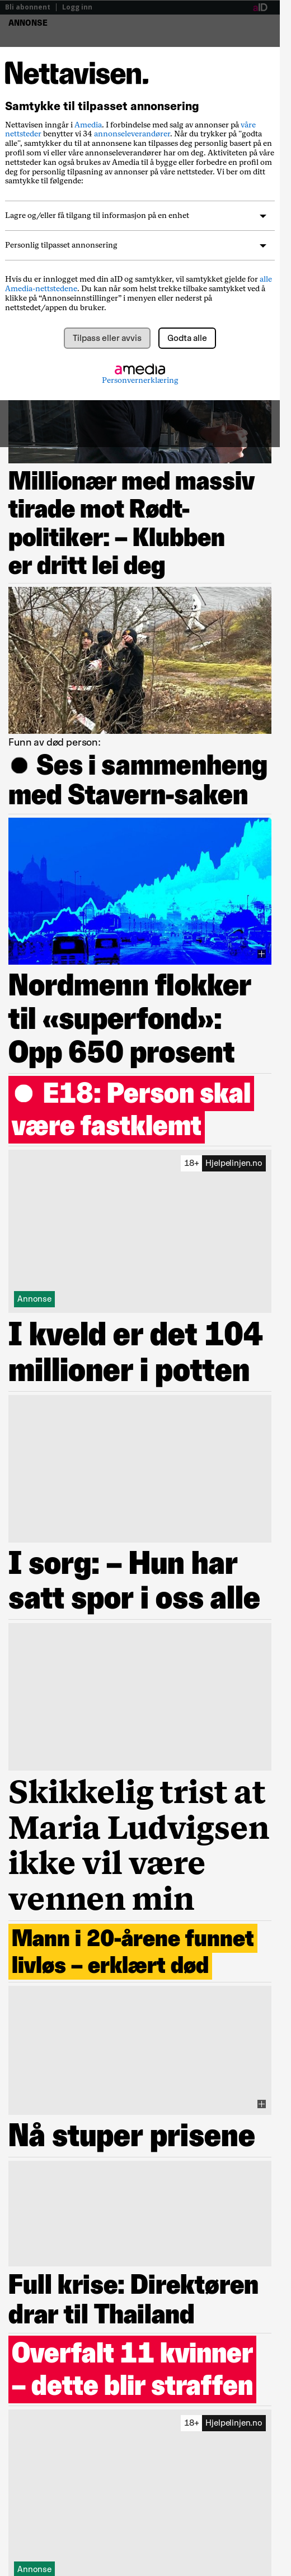 Bli abonnent | Logg inn aID
ANNONSE
Nettavisen.
Samtykke til tilpasset annonsering
Nettavisen inngår i Amedia. I forbindelse med salg av annonser på våre
nettsteder benytter vi 34 annonseleverandører. Når du trykker på "godta
alle", samtykker du til at annonsene kan tilpasses deg personlig basert på en
profil som vi eller våre annonseleverandører har om deg. Aktiviteten på våre
nettsteder kan også brukes av Amedia til å bygge eller forbedre en profil om
deg for personlig tilpasning av annonser på våre nettsteder. Vi ber om ditt
samtykke til følgende:
Lagre og/eller få tilgang til informasjon på en enhet
Personlig tilpasset annonsering
Hvis du er innlogget med din aID og samtykker, vil samtykket gjelde for alle
Amedia-nettstedene. Du kan når som helst trekke tilbake samtykket ved å
klikke på “Annonseinnstillinger” i menyen eller nederst på
nettstedet/appen du bruker.
Tilpass eller avvis Godta alle
amedia
Personvernerklæring
Millionær med massiv
tirade mot Rødt-
politiker: – Klubben
er dritt lei deg
Funn av død person:
● Ses i sammenheng
med Stavern-saken
Nordmenn flokker
til «superfond»:
Opp 650 prosent
● E18: Person skal
være fastklemt
18+ Hjelpelinjen.no
Annonse
I kveld er det 104
millioner i potten
I sorg: – Hun har
satt spor i oss alle
Skikkelig trist at
Maria Ludvigsen
ikke vil være
vennen min
Mann i 20-årene funnet
livløs – erklært død
Nå stuper prisene
Full krise: Direktøren
drar til Thailand
Overfalt 11 kvinner
– dette blir straffen
18+ Hjelpelinjen.no
Annonse